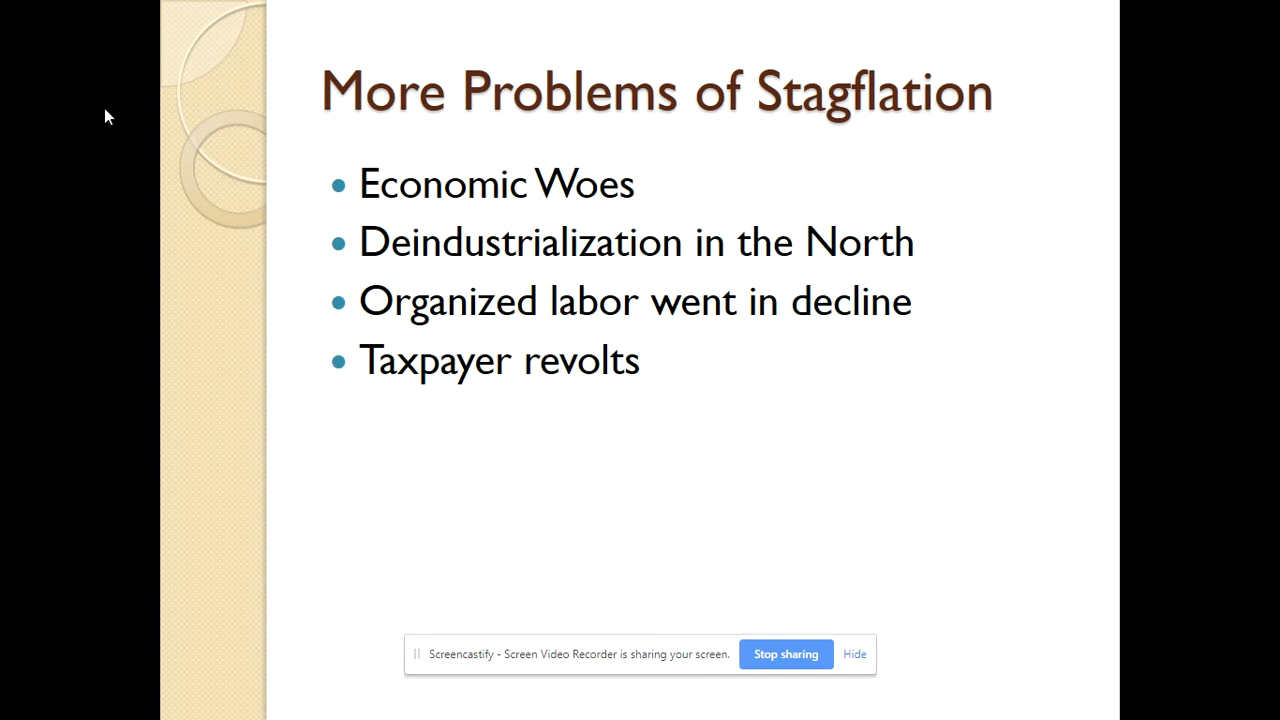 More Problems of Stagflation
• Economic Woes
• Deindustrialization in the North
• Organized labor went in decline
• Taxpayer revolts
Screencastify - Screen Video Recorder is sharing your screen. Stop sharing Hide